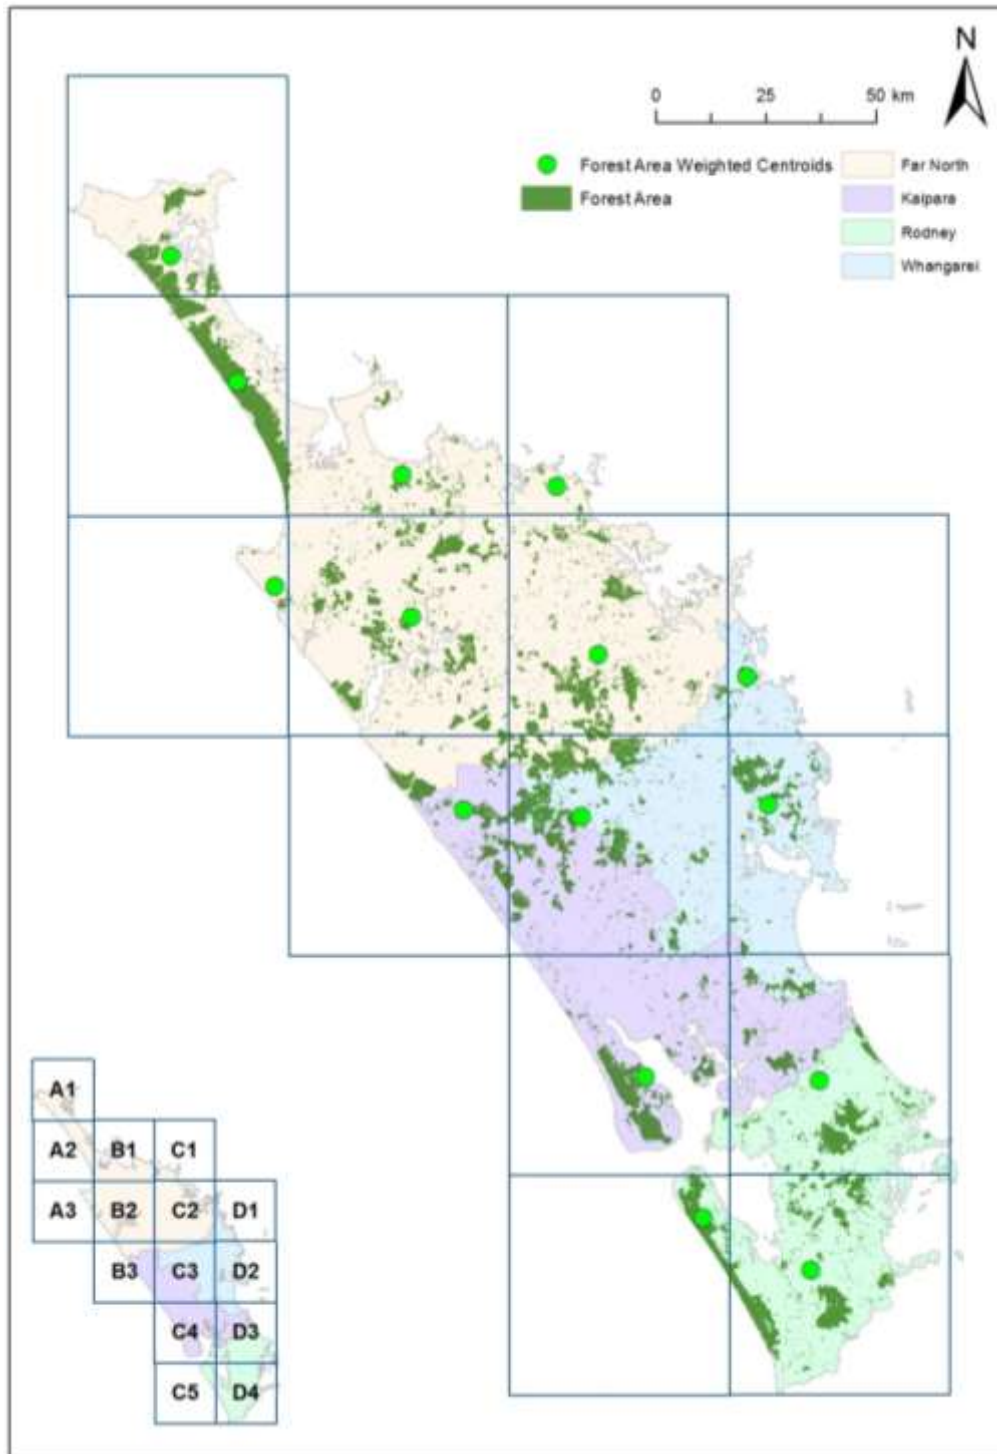 N
0 25 50 km
Forest Area Weighted Centroids
Forest Area
Far North
Kaipara
Rodney
Whangarei
A1
A2 B1 C1
A3 B2 C2 D1
B3 C3 D2
C4 D3
C5 D4